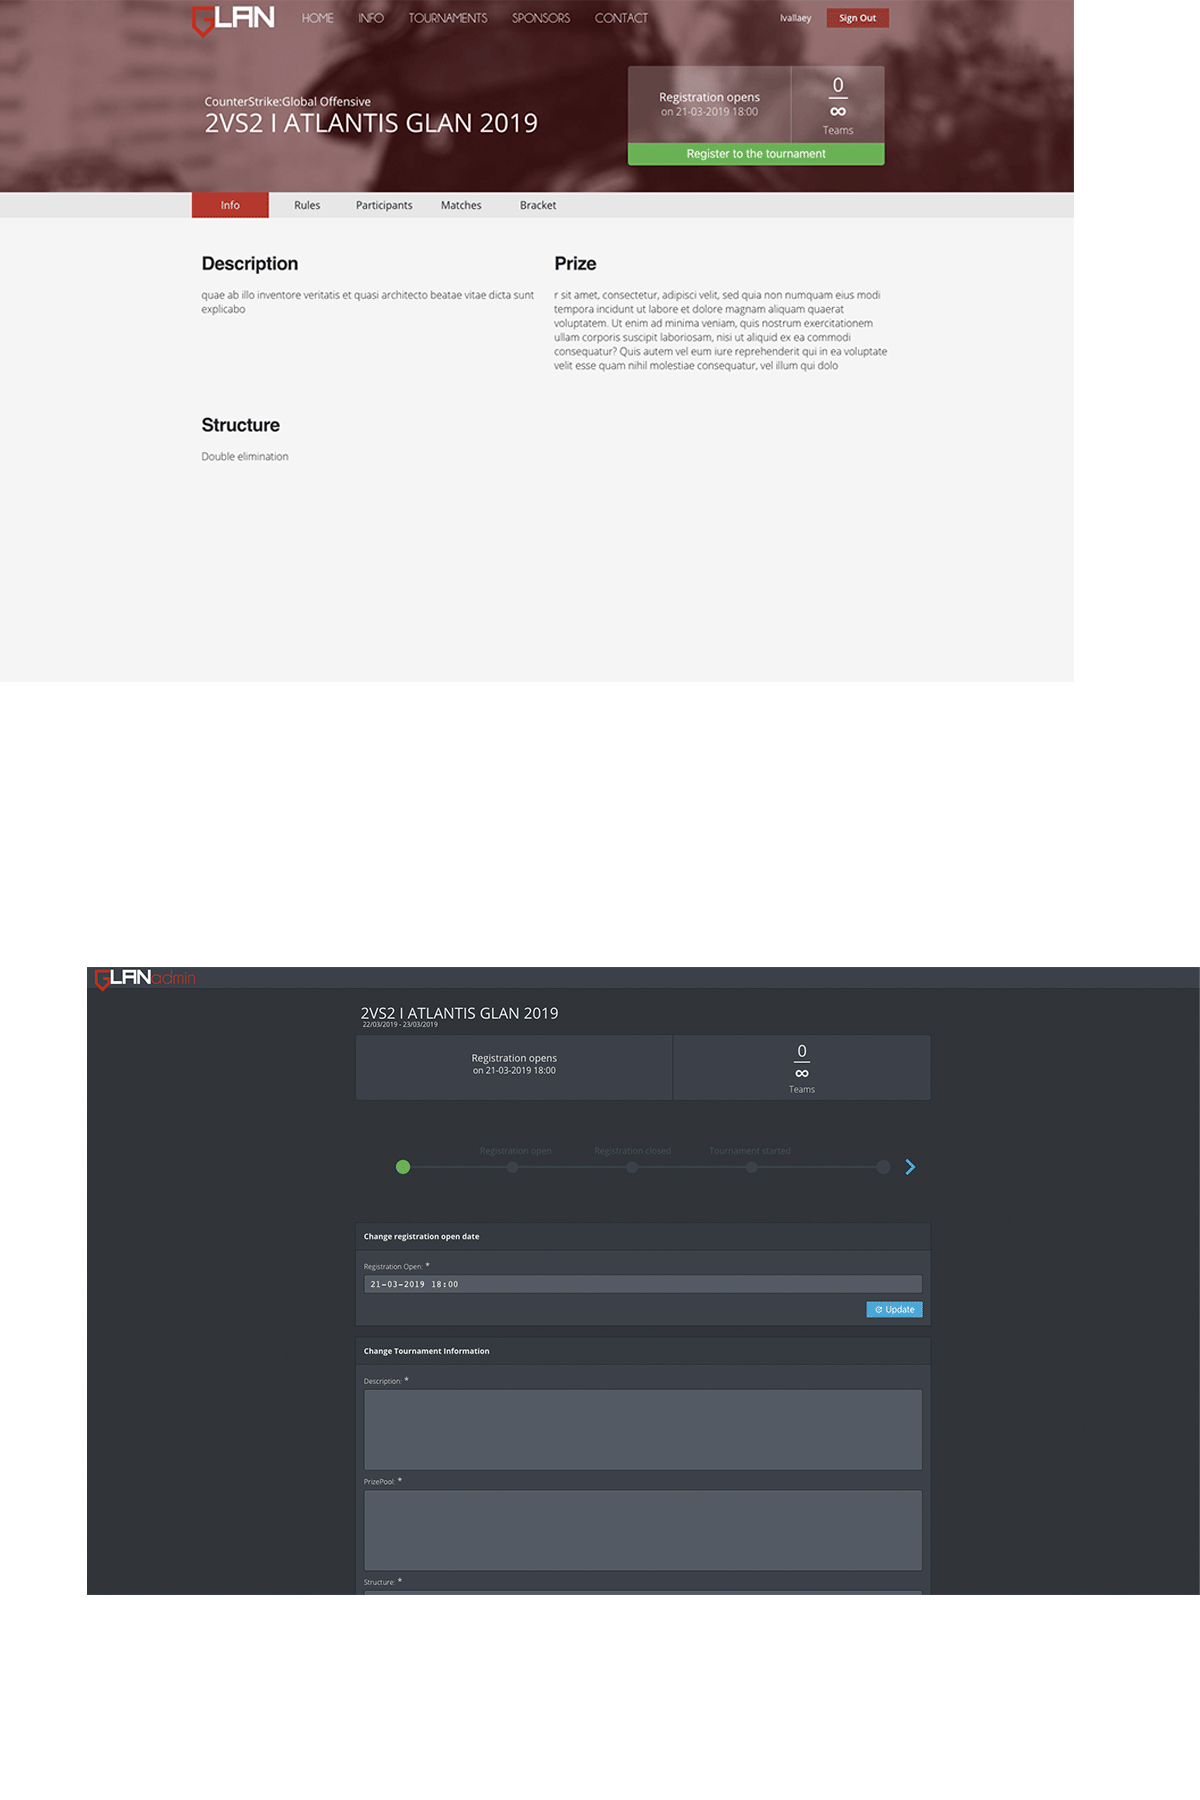 GLAN
HOME INFO TOURNAMENTS SPONSORS CONTACT
lvallaey
Sign Out
CounterStrike:Global Offensive
2VS2 I ATLANTIS GLAN 2019
Registration opens
on 21-03-2019 18:00
0
∞
Teams
Register to the tournament
Info Rules Participants Matches Bracket
Description
quae ab illo inventore veritatis et quasi architecto beatae vitae dicta sunt
explicabo
Prize
r sit amet, consectetur, adipisci velit, sed quia non numquam eius modi
tempora incidunt ut labore et dolore magnam aliquam quaerat
voluptatem. Ut enim ad minima veniam, quis nostrum exercitationem
ullam corporis suscipit laboriosam, nisi ut aliquid ex ea commodi
consequatur? Quis autem vel eum iure reprehenderit qui in ea voluptate
velit esse quam nihil molestiae consequatur, vel illum qui dolo
Structure
Double elimination
GLANadmin
2VS2 I ATLANTIS GLAN 2019
22/03/2019 - 23/03/2019
Registration opens
on 21-03-2019 18:00
0
∞
Teams
Registration open Registration closed Tournament started
Change registration open date
Registration Open: *
21-03-2019 18:00
Update
Change Tournament Information
Description: *
PrizePool: *
Structure: *